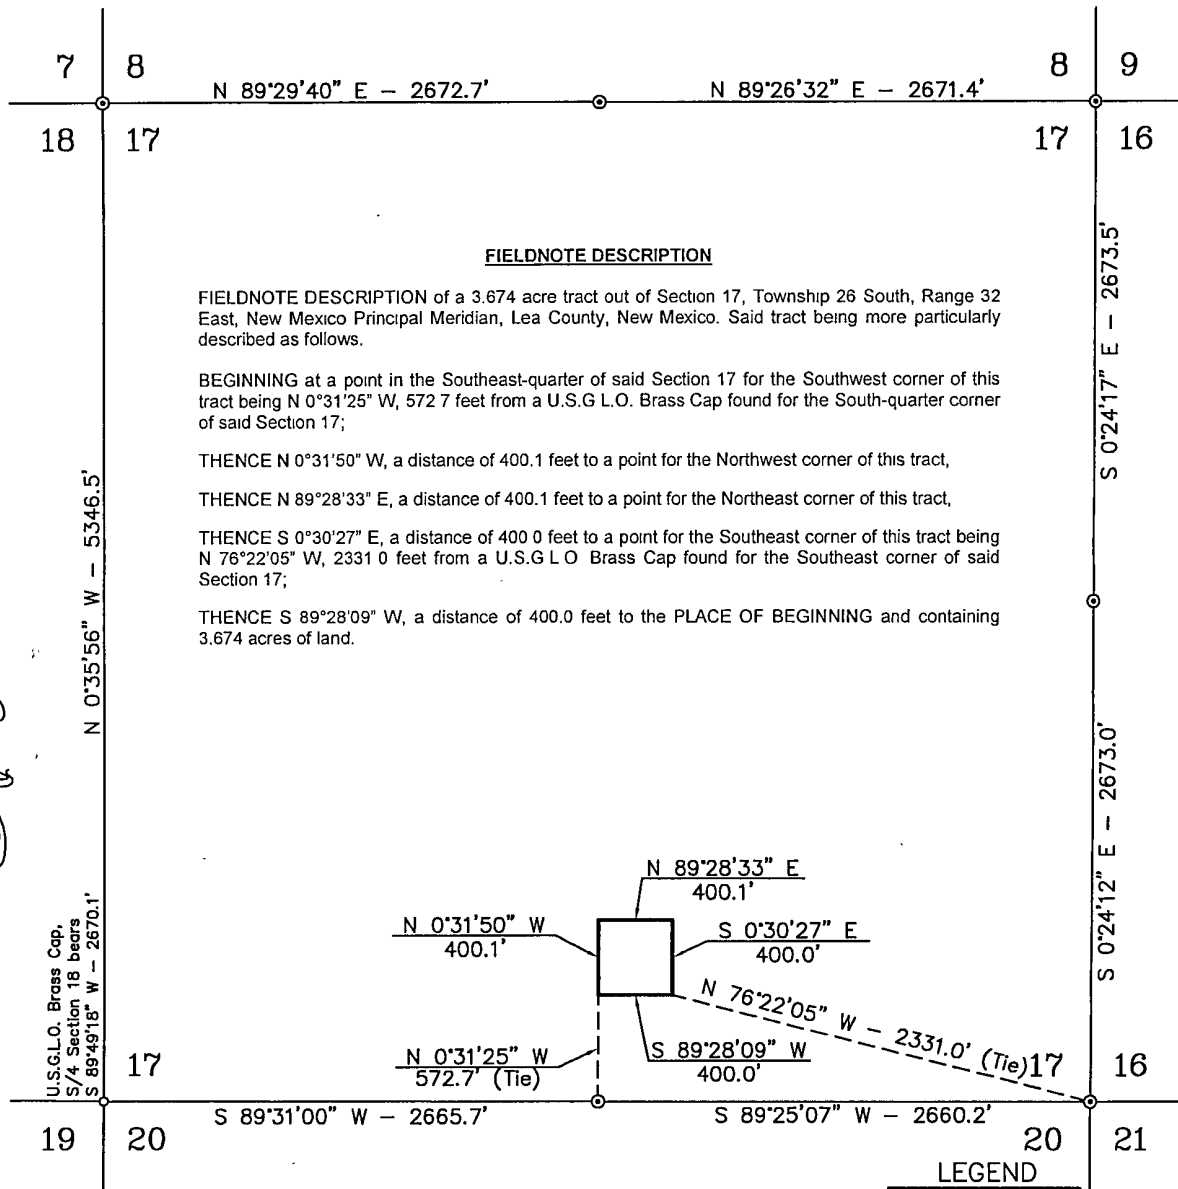 7 8
8 9
N 89°29'40" E – 2672.7'
N 89°26'32" E – 2671.4'
18 17
17 16
FIELDNOTE DESCRIPTION
FIELDNOTE DESCRIPTION of a 3.674 acre tract out of Section 17, Township 26 South, Range 32
East, New Mexico Principal Meridian, Lea County, New Mexico. Said tract being more particularly
described as follows.
BEGINNING at a point in the Southeast-quarter of said Section 17 for the Southwest corner of this
tract being N 0°31'25" W, 572 7 feet from a U.S.G L.O. Brass Cap found for the South-quarter corner
of said Section 17;
THENCE N 0°31'50" W, a distance of 400.1 feet to a point for the Northwest corner of this tract,
THENCE N 89°28'33" E, a distance of 400.1 feet to a point for the Northeast corner of this tract,
THENCE S 0°30'27" E, a distance of 400 0 feet to a point for the Southeast corner of this tract being
N 76°22'05" W, 2331 0 feet from a U.S.G L O Brass Cap found for the Southeast corner of said
Section 17;
THENCE S 89°28'09" W, a distance of 400.0 feet to the PLACE OF BEGINNING and containing
3.674 acres of land.
N 0°35'56" W – 5346.5'
S 0°24'17" E – 2673.5'
S 0°24'12" E – 2673.0'
U.S.G.L.O. Brass Cap,
S/4 Section 18 bears
S 89°49'18" W – 2670.1'
N 89°28'33" E
400.1'
N 0°31'50" W
400.1'
S 0°30'27" E
400.0'
N 76°22'05" W – 2331.0' (Tie)
N 0°31'25" W
572.7' (Tie)
S 89°28'09" W
400.0'
17
17 16
S 89°31'00" W – 2665.7'
S 89°25'07" W – 2660.2'
19 20
20 21
LEGEND